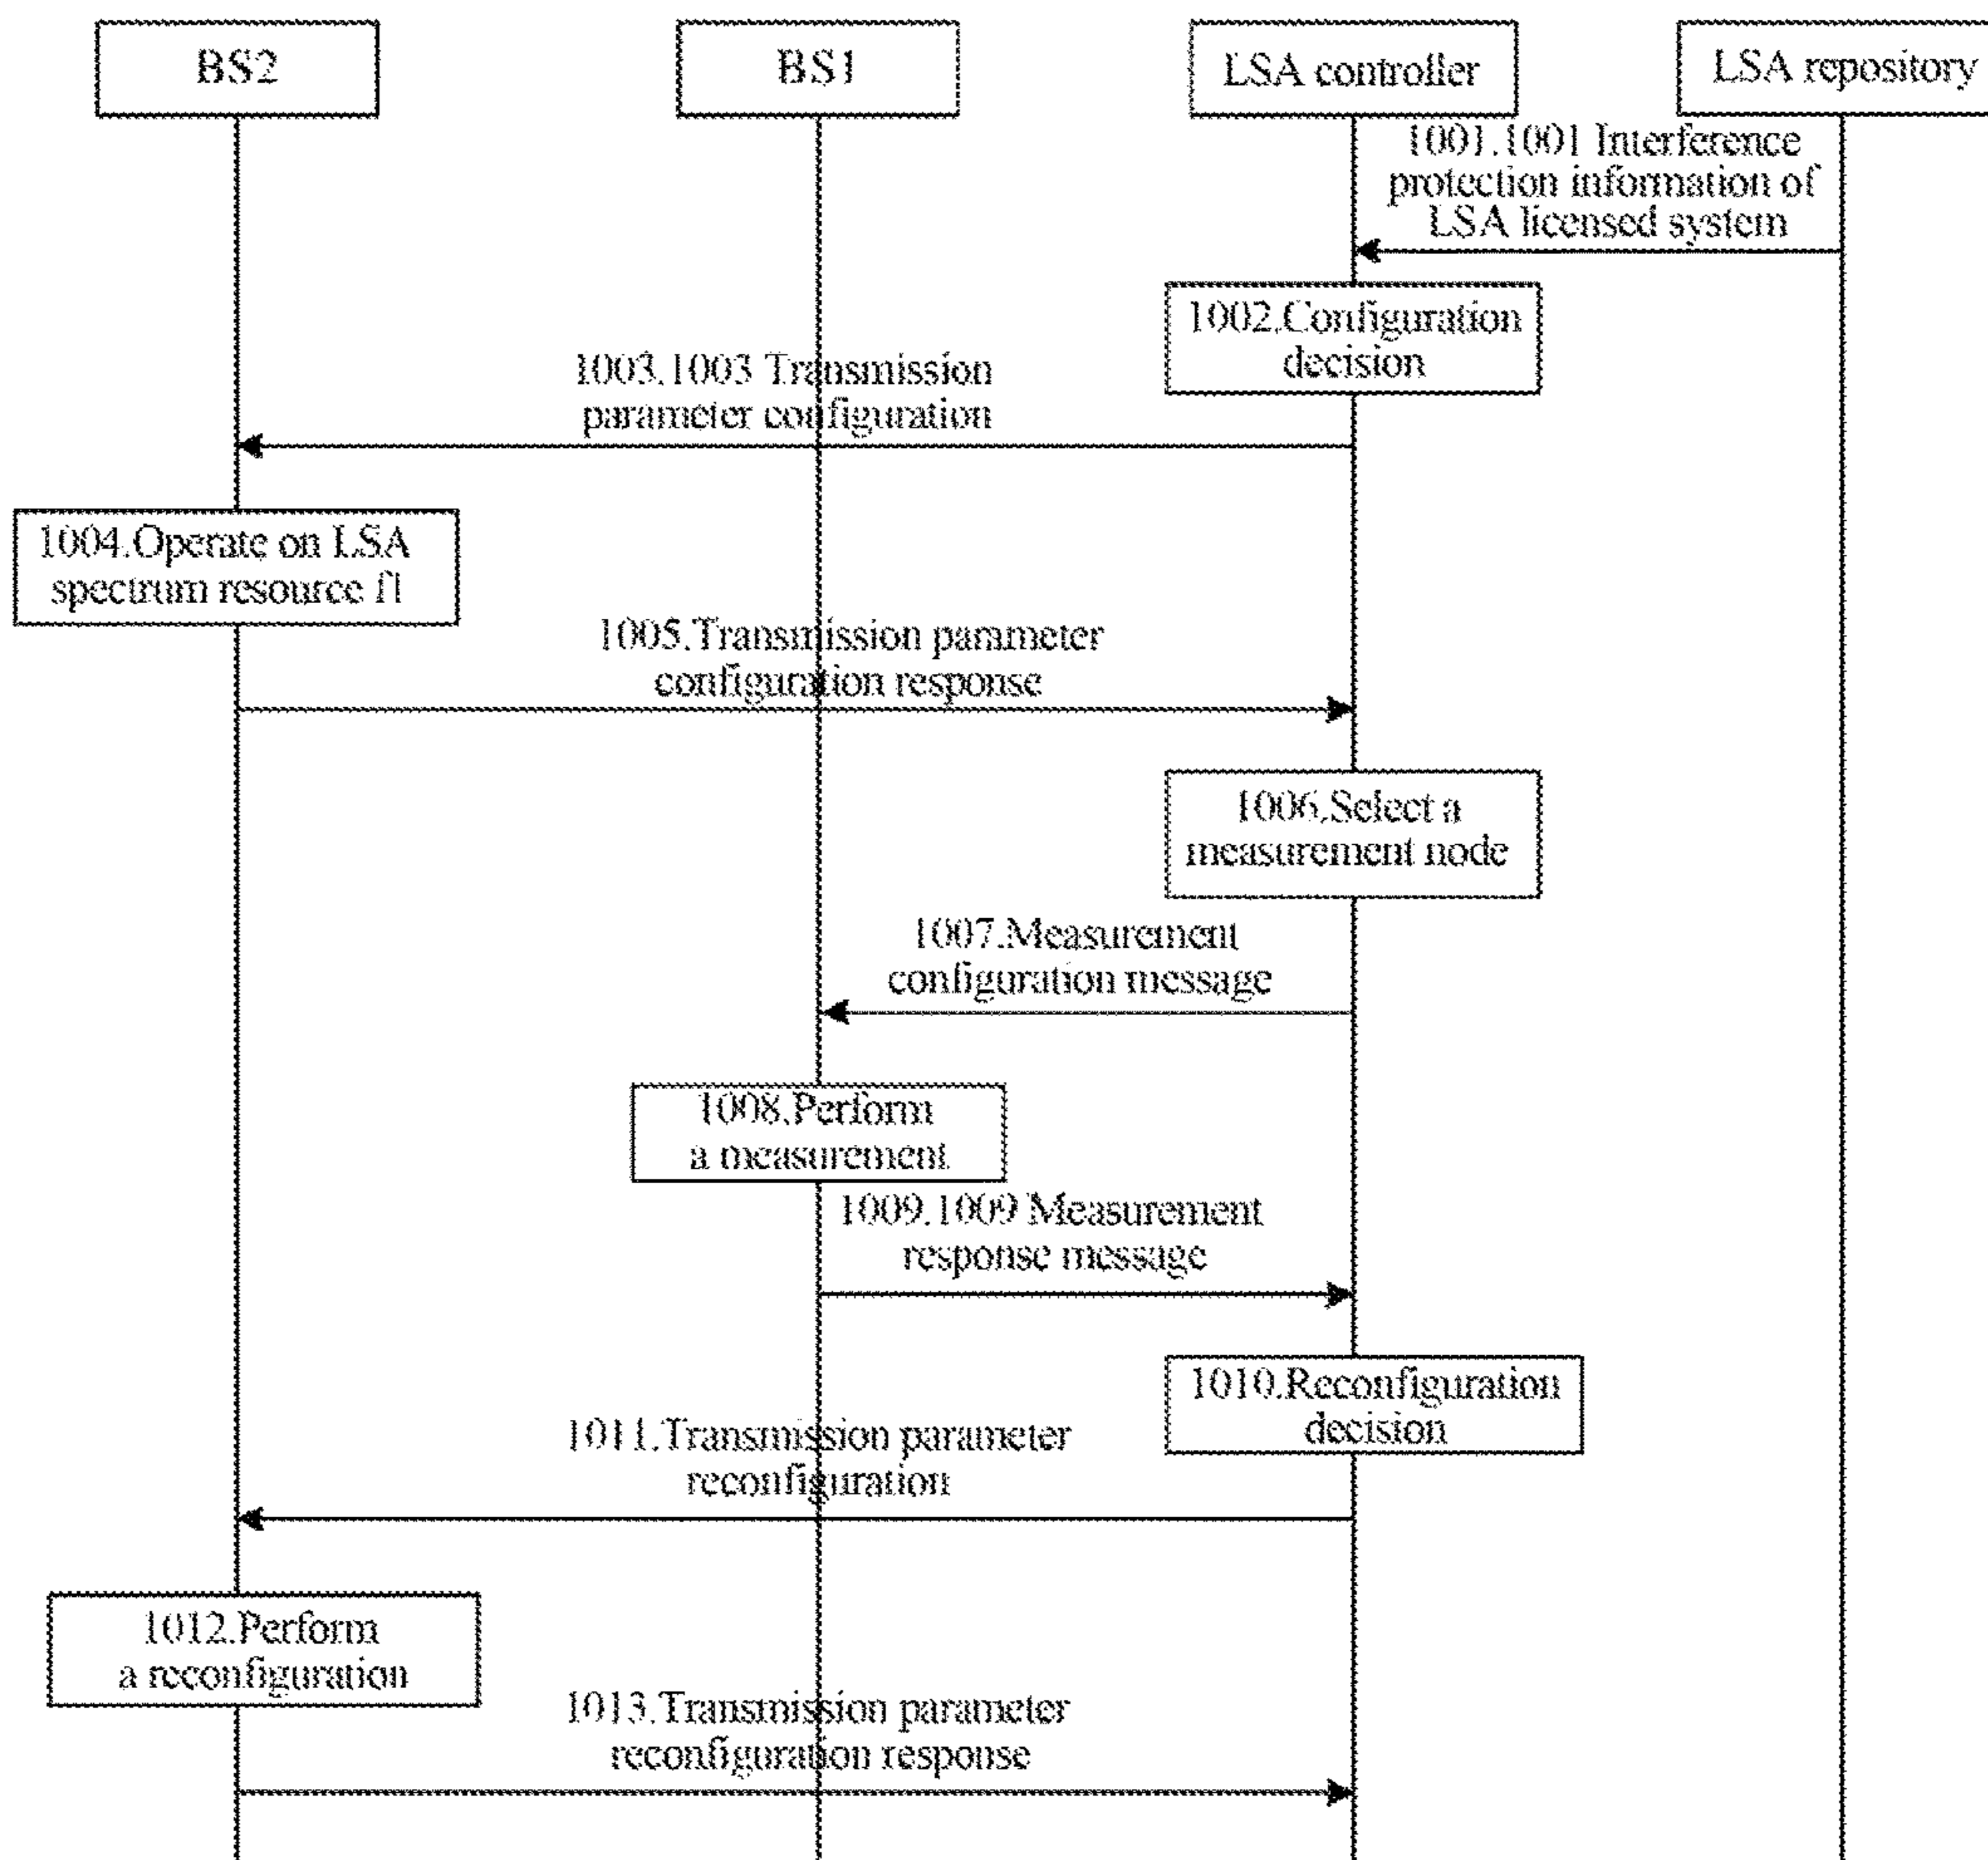 BS2
BS1
LSA controller
LSA repository
1001.1001 Interference
protection information of
LSA licensed system
1002.Configuration
decision
1003.1003 Transmission
parameter configuration
1004.Operate on LSA
spectrum resource f1
1005.Transmission parameter
configuration response
1006.Select a
measurement node
1007.Measurement
configuration message
1008.Perform
a measurement
1009.1009 Measurement
response message
1010.Reconfiguration
decision
1011.Transmission parameter
reconfiguration
1012.Perform
a reconfiguration
1013.Transmission parameter
reconfiguration response